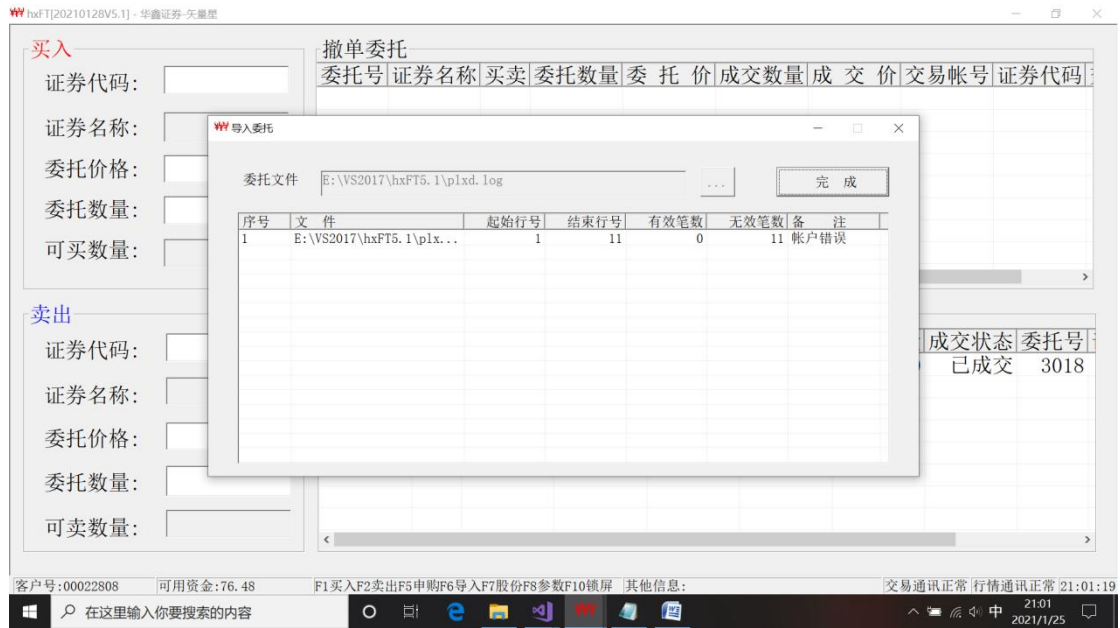 hxFT[20210128V5.1] - 华鑫证券-矢量星
买入
证券代码:
证券名称:
委托价格:
委托数量:
可买数量:
撤单委托
委托号 证券名称 买卖 委托数量 委 托 价 成交数量 成 交 价 交易帐号 证券代码
导入委托
委托文件 E:\VS2017\hxFT5.1\plxd.log ... 完 成
序号 文 件 起始行号 结束行号 有效笔数 无效笔数 备 注
1 E:\VS2017\hxFT5.1\plx... 1 11 0 11 帐户错误
卖出
证券代码:
证券名称:
委托价格:
委托数量:
可卖数量:
成交状态 委托号
已成交 3018
客户号:00022808 可用资金:76.48 F1买入F2卖出F5申购F6导入F7股份F8参数F10锁屏 其他信息: 交易通讯正常 行情通讯正常 21:01:19
在这里输入你要搜索的内容
中 21:01
2021/1/25